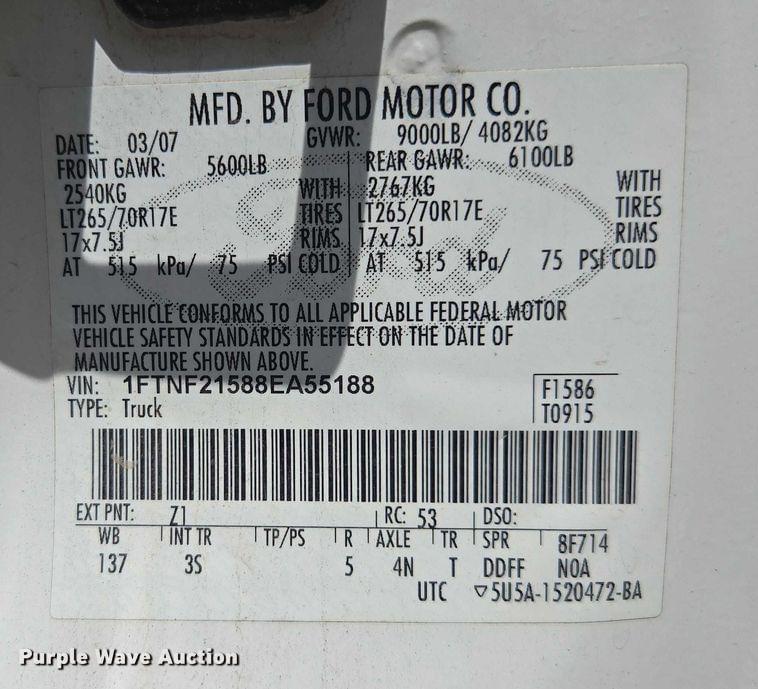 MFD. BY FORD MOTOR CO.
DATE: 03/07 GVWR: 9000LB/ 4082KG
FRONT GAWR: 5600LB REAR GAWR: 6100LB
2540KG WITH 2767KG WITH
LT265/70R17E TIRES LT265/70R17E TIRES
17x7.5J RIMS 17x7.5J RIMS
AT 515 kPa/ 75 PSI COLD AT 515 kPa/ 75 PSI COLD
Ford
THIS VEHICLE CONFORMS TO ALL APPLICABLE FEDERAL MOTOR
VEHICLE SAFETY STANDARDS IN EFFECT ON THE DATE OF
MANUFACTURE SHOWN ABOVE.
VIN: 1FTNF21588EA55188 F1586
TYPE: Truck T0915
EXT PNT: Z1 RC: 53 DSO:
WB INT TR TP/PS R AXLE TR SPR 8F714
137 3S 5 4N T DDFF NOA
UTC ▽5U5A-1520472-BA
Purple Wave Auction